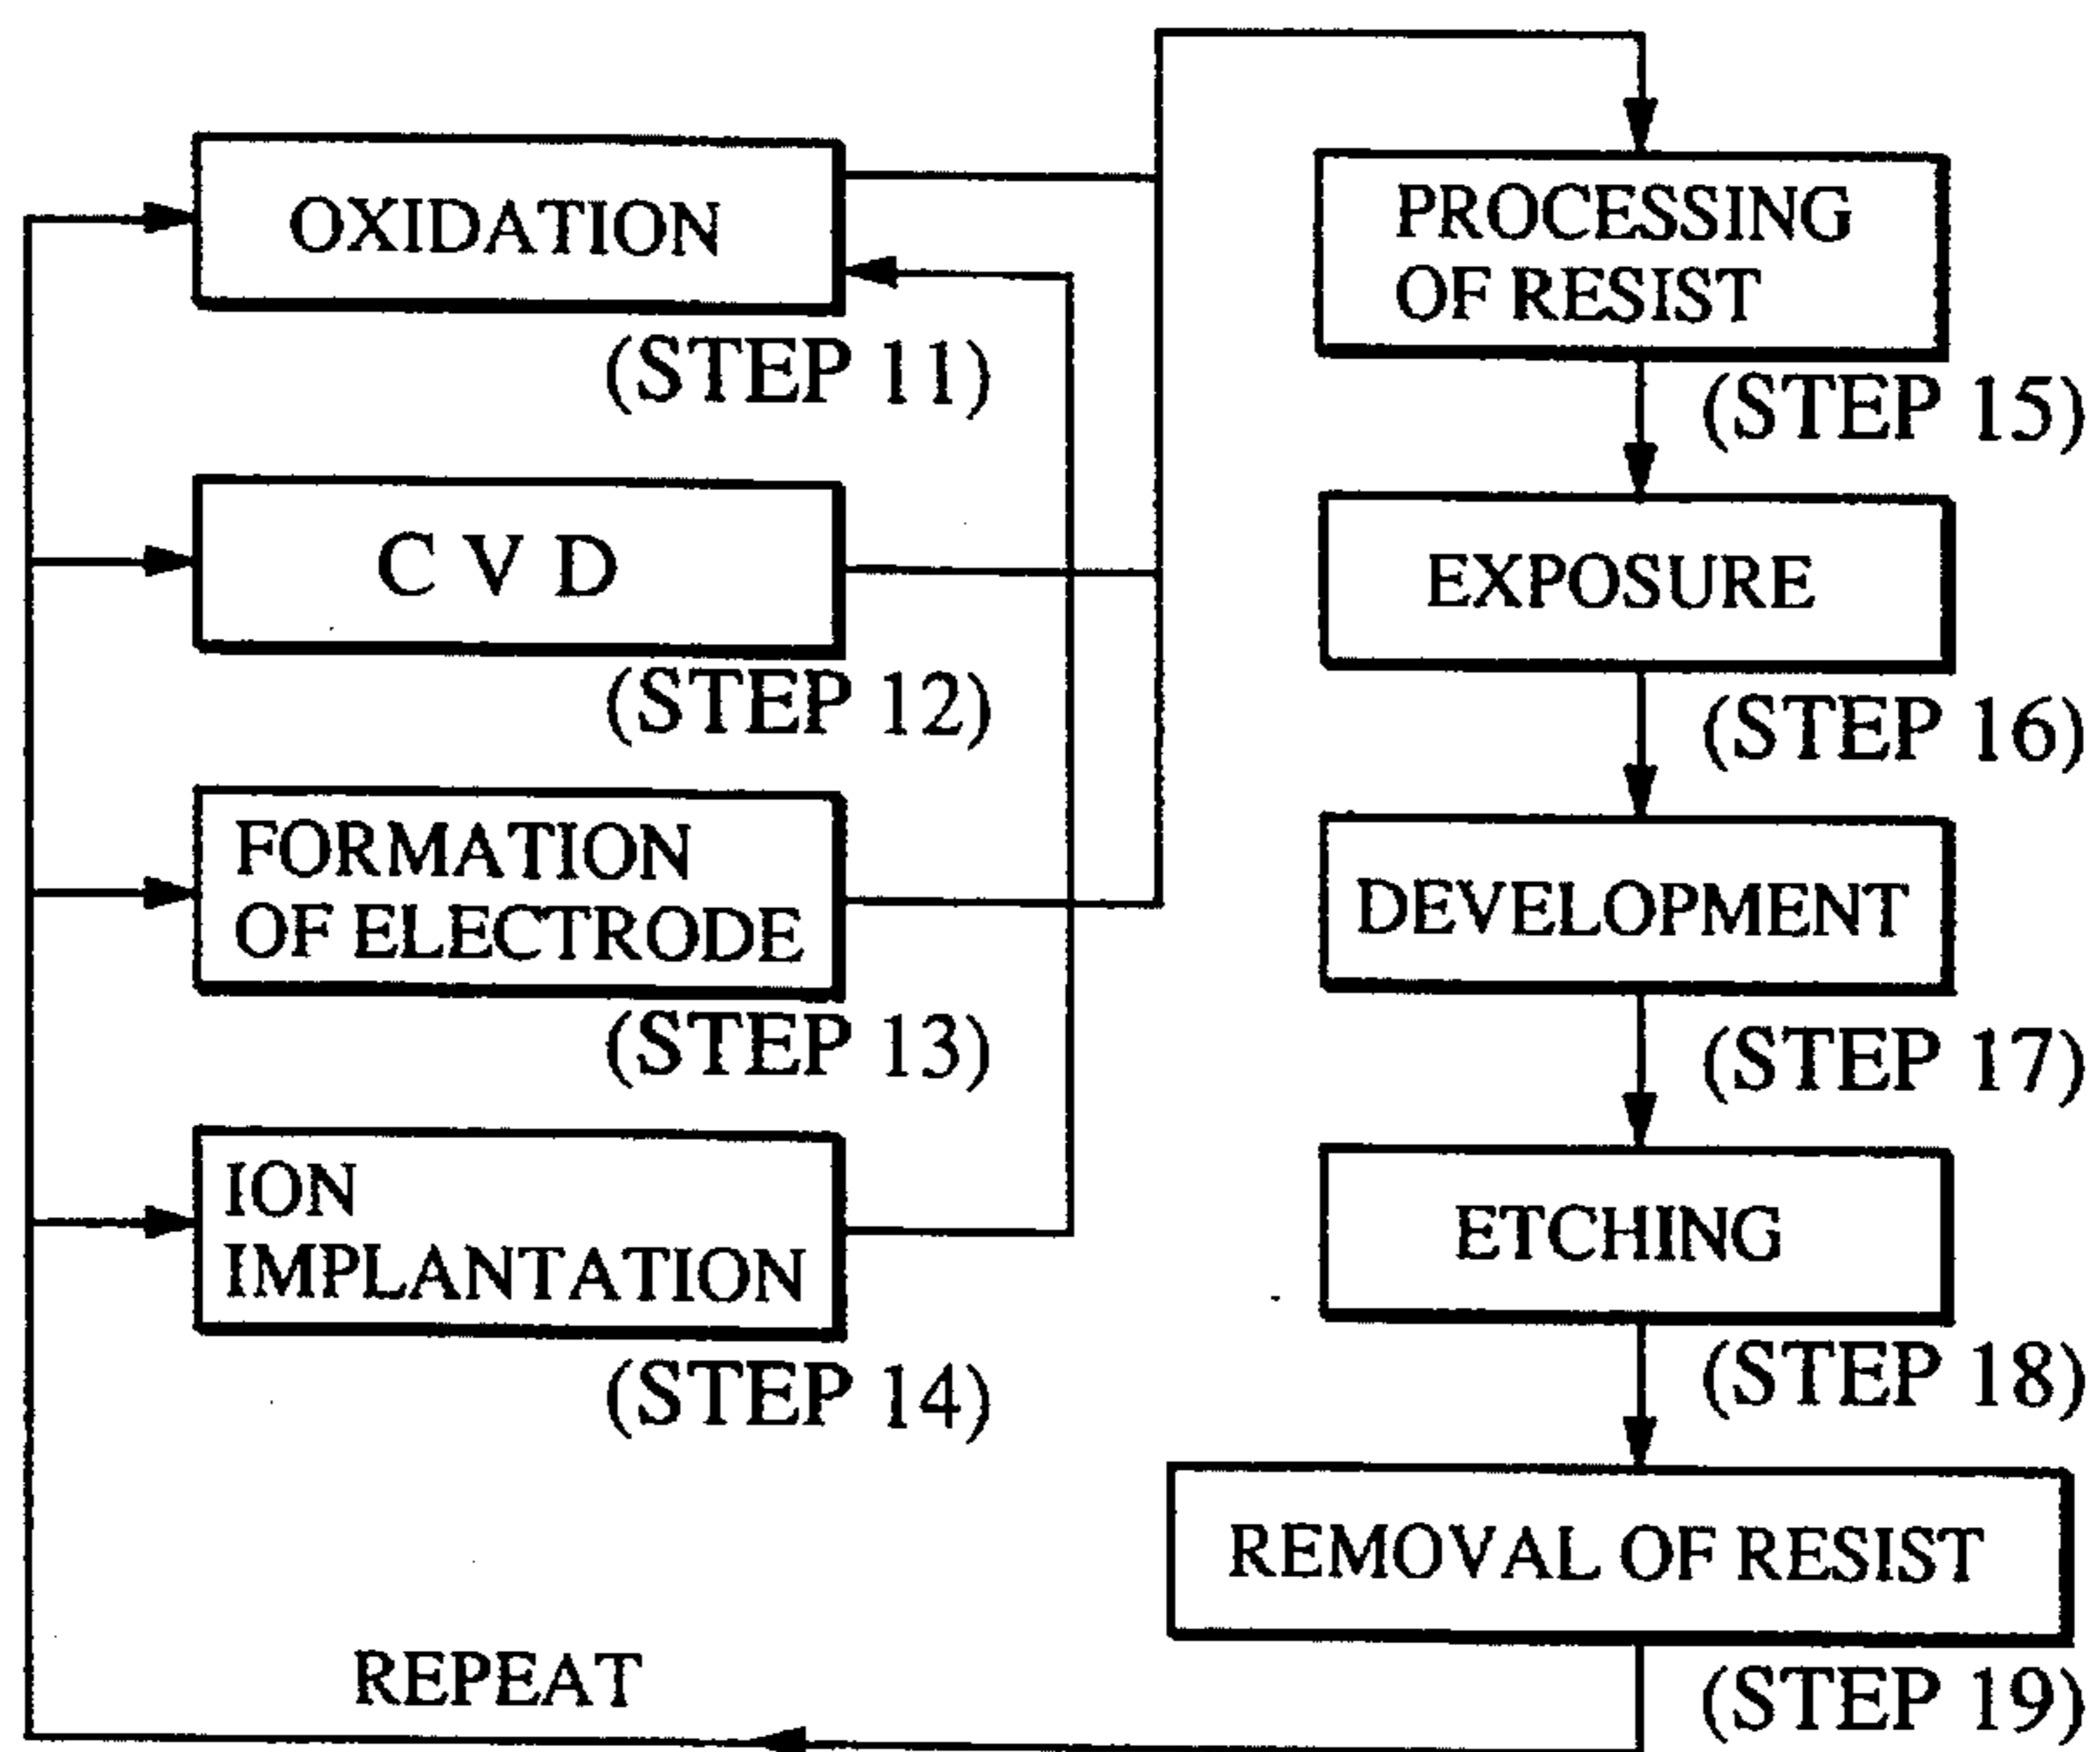 OXIDATION
(STEP 11)
C V D
(STEP 12)
FORMATION
OF ELECTRODE
(STEP 13)
ION
IMPLANTATION
(STEP 14)
PROCESSING
OF RESIST
(STEP 15)
EXPOSURE
(STEP 16)
DEVELOPMENT
(STEP 17)
ETCHING
(STEP 18)
REMOVAL OF RESIST
(STEP 19)
REPEAT